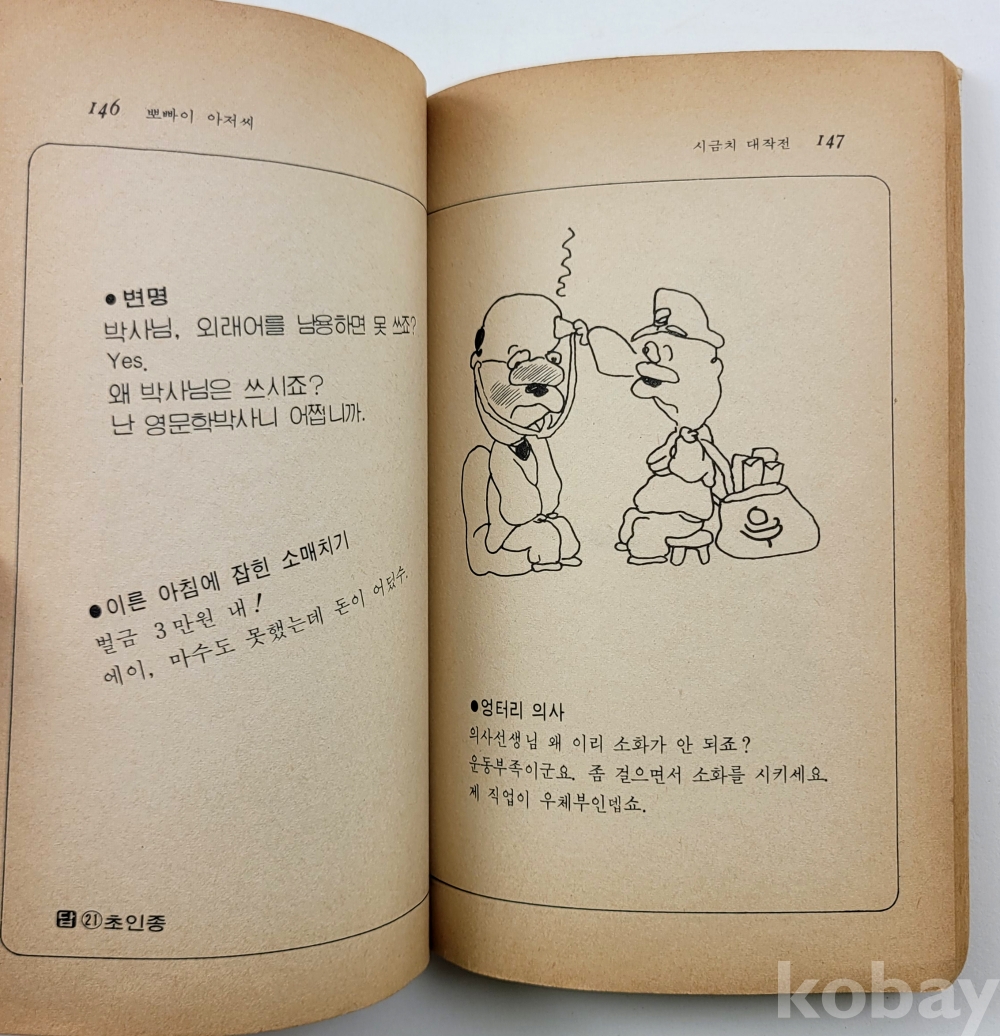 146 뽀빠이 아저씨
●변명
박사님, 외래어를 남용하면 못 쓰죠?
Yes.
왜 박사님은 쓰시죠?
난 영문학박사니 어쩝니까.
●이른 아침에 잡힌 소매치기
벌금 3만원 내!
에이, 마수도 못했는데 돈이 어딨수.
답 ㉑초인종
시금치 대작전 147
우
●엉터리 의사
의사선생님 왜 이리 소화가 안 되죠?
운동부족이군요. 좀 걸으면서 소화를 시키세요.
제 직업이 우체부인뎁쇼.
kobay